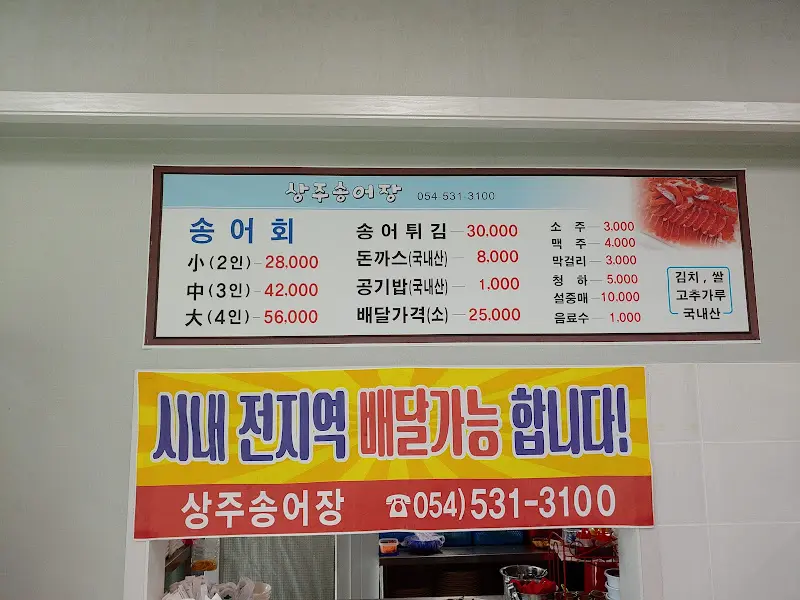 상주송어장 054-531-3100
송어회
小 (2인) - 28.000
中 (3인) - 42.000
大 (4인) - 56.000
송어튀김 - 30.000
돈까스(국내산) - 8.000
공기밥(국내산) - 1.000
배달가격(소) - 25.000
소주 - 3.000
맥주 - 4.000
막걸리 - 3.000
청하 - 5.000
설중매 - 10.000
음료수 - 1.000
김치, 쌀
고추가루
국내산
시내 전지역 배달가능 합니다!
상주송어장 ☎054)531-3100